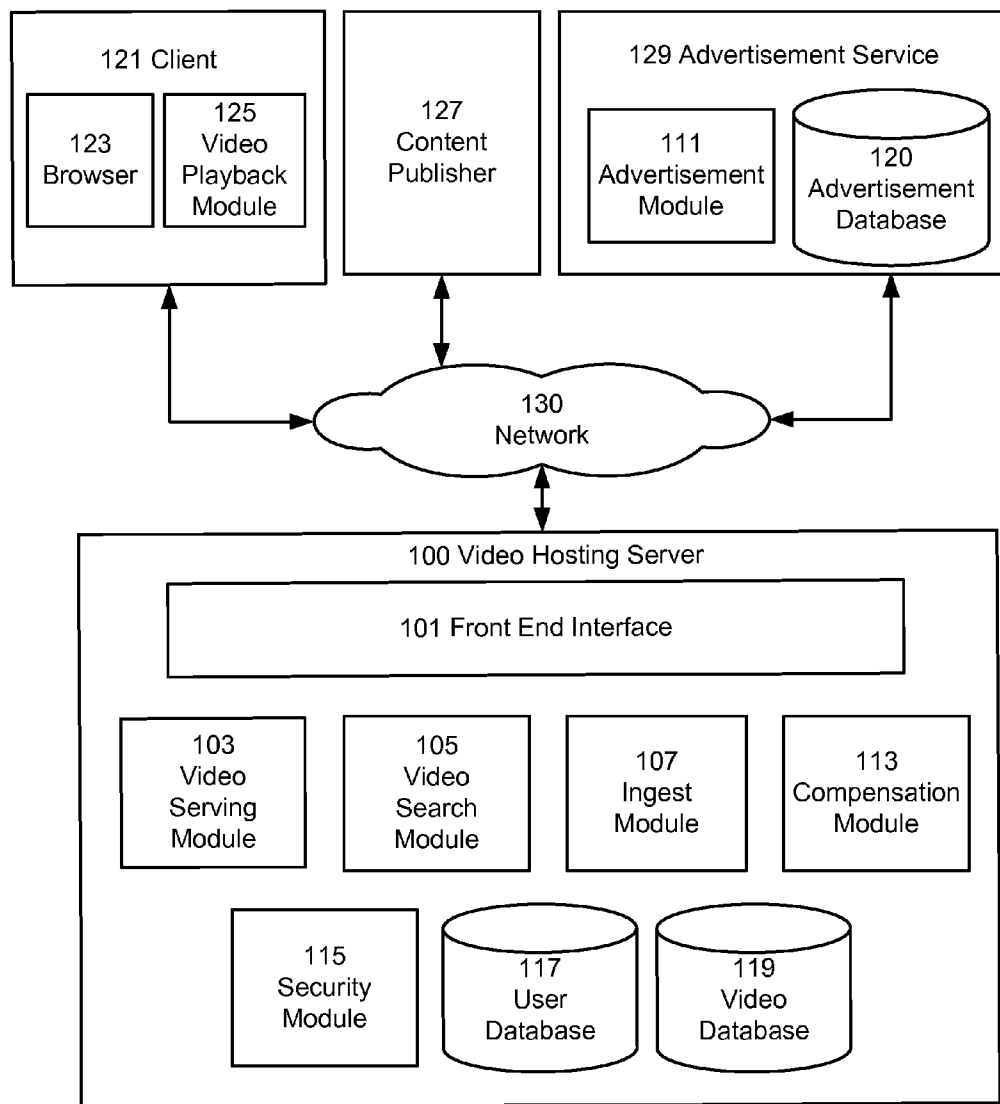 121 Client
123
Browser
125
Video
Playback
Module
127
Content
Publisher
129 Advertisement Service
111
Advertisement
Module
120
Advertisement
Database
130
Network
100 Video Hosting Server
101 Front End Interface
103
Video
Serving
Module
105
Video
Search
Module
107
Ingest
Module
113
Compensation
Module
115
Security
Module
117
User
Database
119
Video
Database